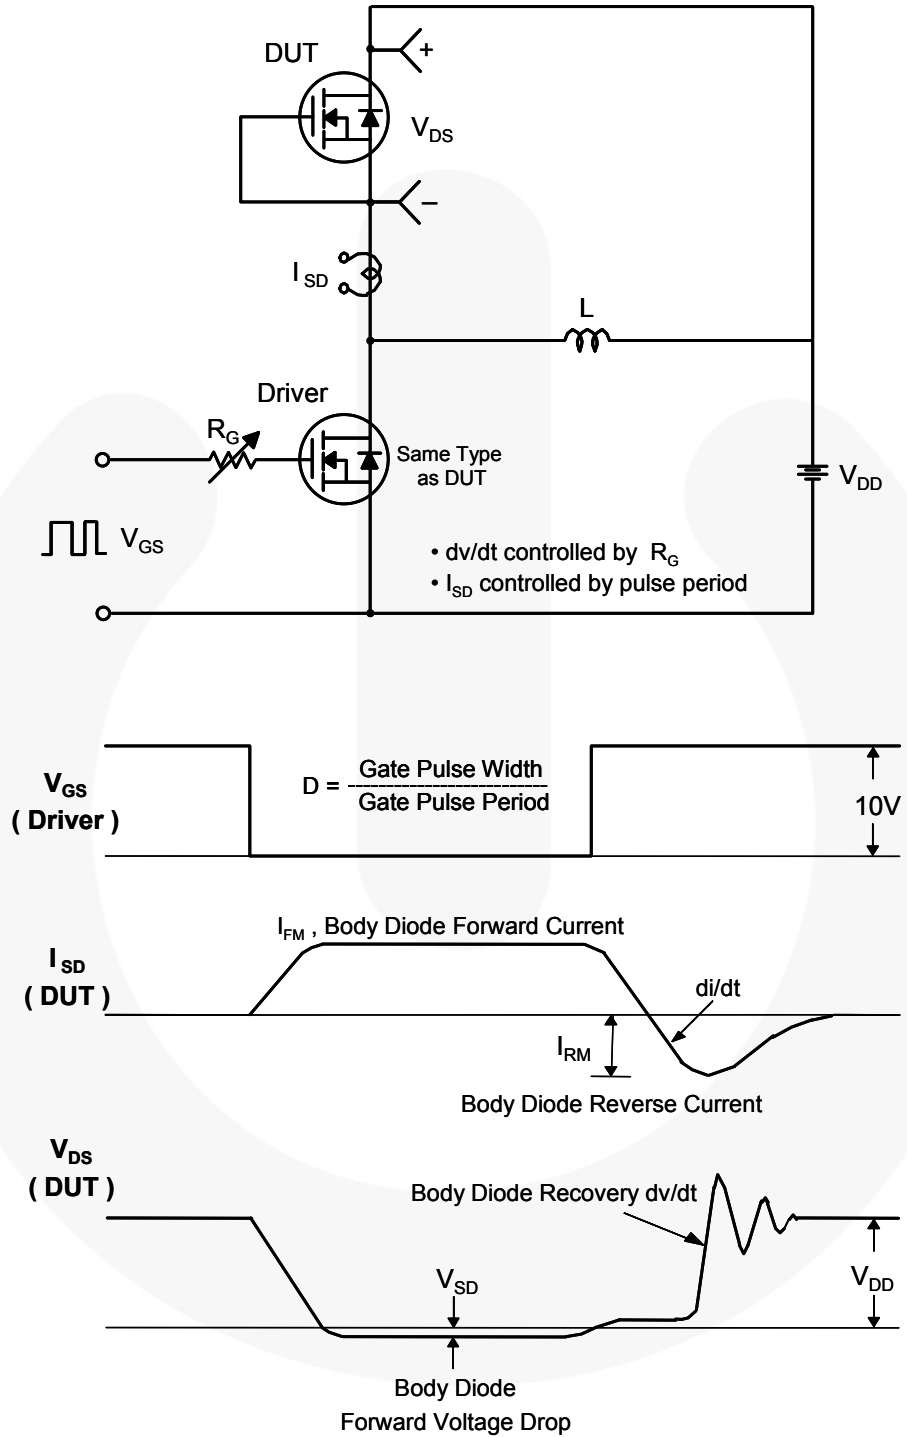 DUT
+
V_DS
–
I_SD
L
Driver
R_G
Same Type
as DUT
V_DD
V_GS
• dv/dt controlled by R_G
• I_SD controlled by pulse period
V_GS
( Driver )
D = Gate Pulse Width
Gate Pulse Period
10V
I_FM , Body Diode Forward Current
I_SD
( DUT )
di/dt
I_RM
Body Diode Reverse Current
V_DS
( DUT )
Body Diode Recovery dv/dt
V_SD
V_DD
Body Diode
Forward Voltage Drop